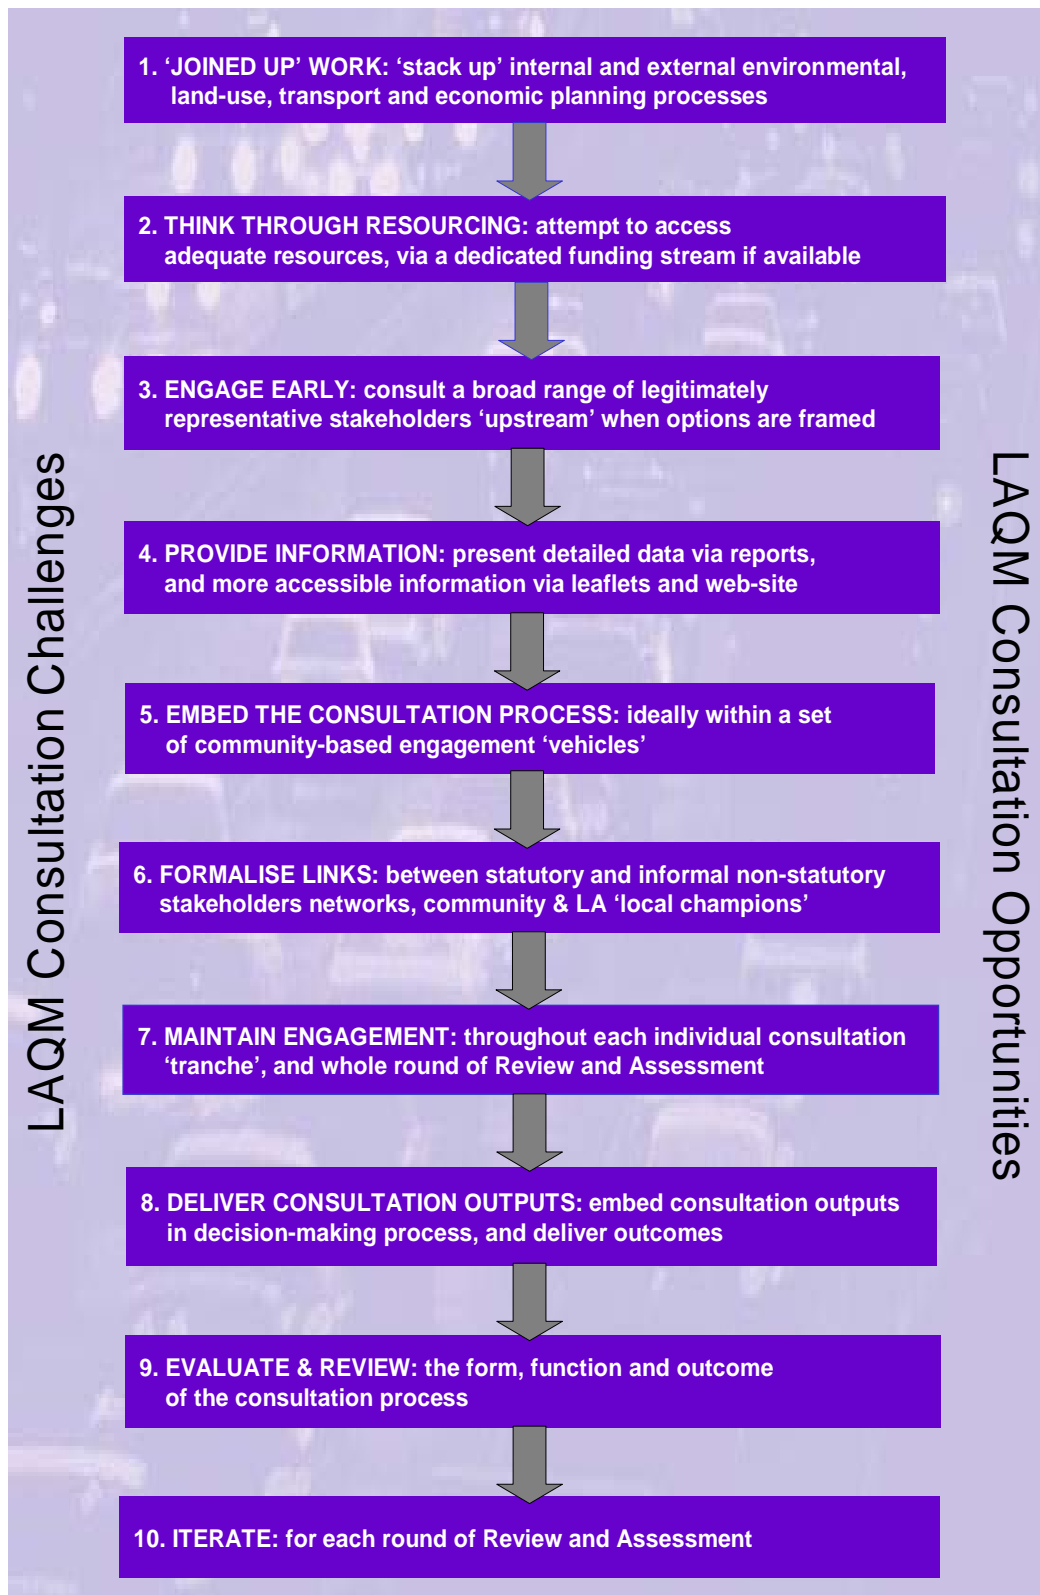 1. ‘JOINED UP’ WORK: ‘stack up’ internal and external environmental,
land-use, transport and economic planning processes
2. THINK THROUGH RESOURCING: attempt to access
adequate resources, via a dedicated funding stream if available
3. ENGAGE EARLY: consult a broad range of legitimately
representative stakeholders ‘upstream’ when options are framed
4. PROVIDE INFORMATION: present detailed data via reports,
and more accessible information via leaflets and web-site
5. EMBED THE CONSULTATION PROCESS: ideally within a set
of community-based engagement ‘vehicles’
6. FORMALISE LINKS: between statutory and informal non-statutory
stakeholders networks, community & LA ‘local champions’
7. MAINTAIN ENGAGEMENT: throughout each individual consultation
‘tranche’, and whole round of Review and Assessment
8. DELIVER CONSULTATION OUTPUTS: embed consultation outputs
in decision-making process, and deliver outcomes
9. EVALUATE & REVIEW: the form, function and outcome
of the consultation process
10. ITERATE: for each round of Review and Assessment
LAQM Consultation Challenges
LAQM Consultation Opportunities